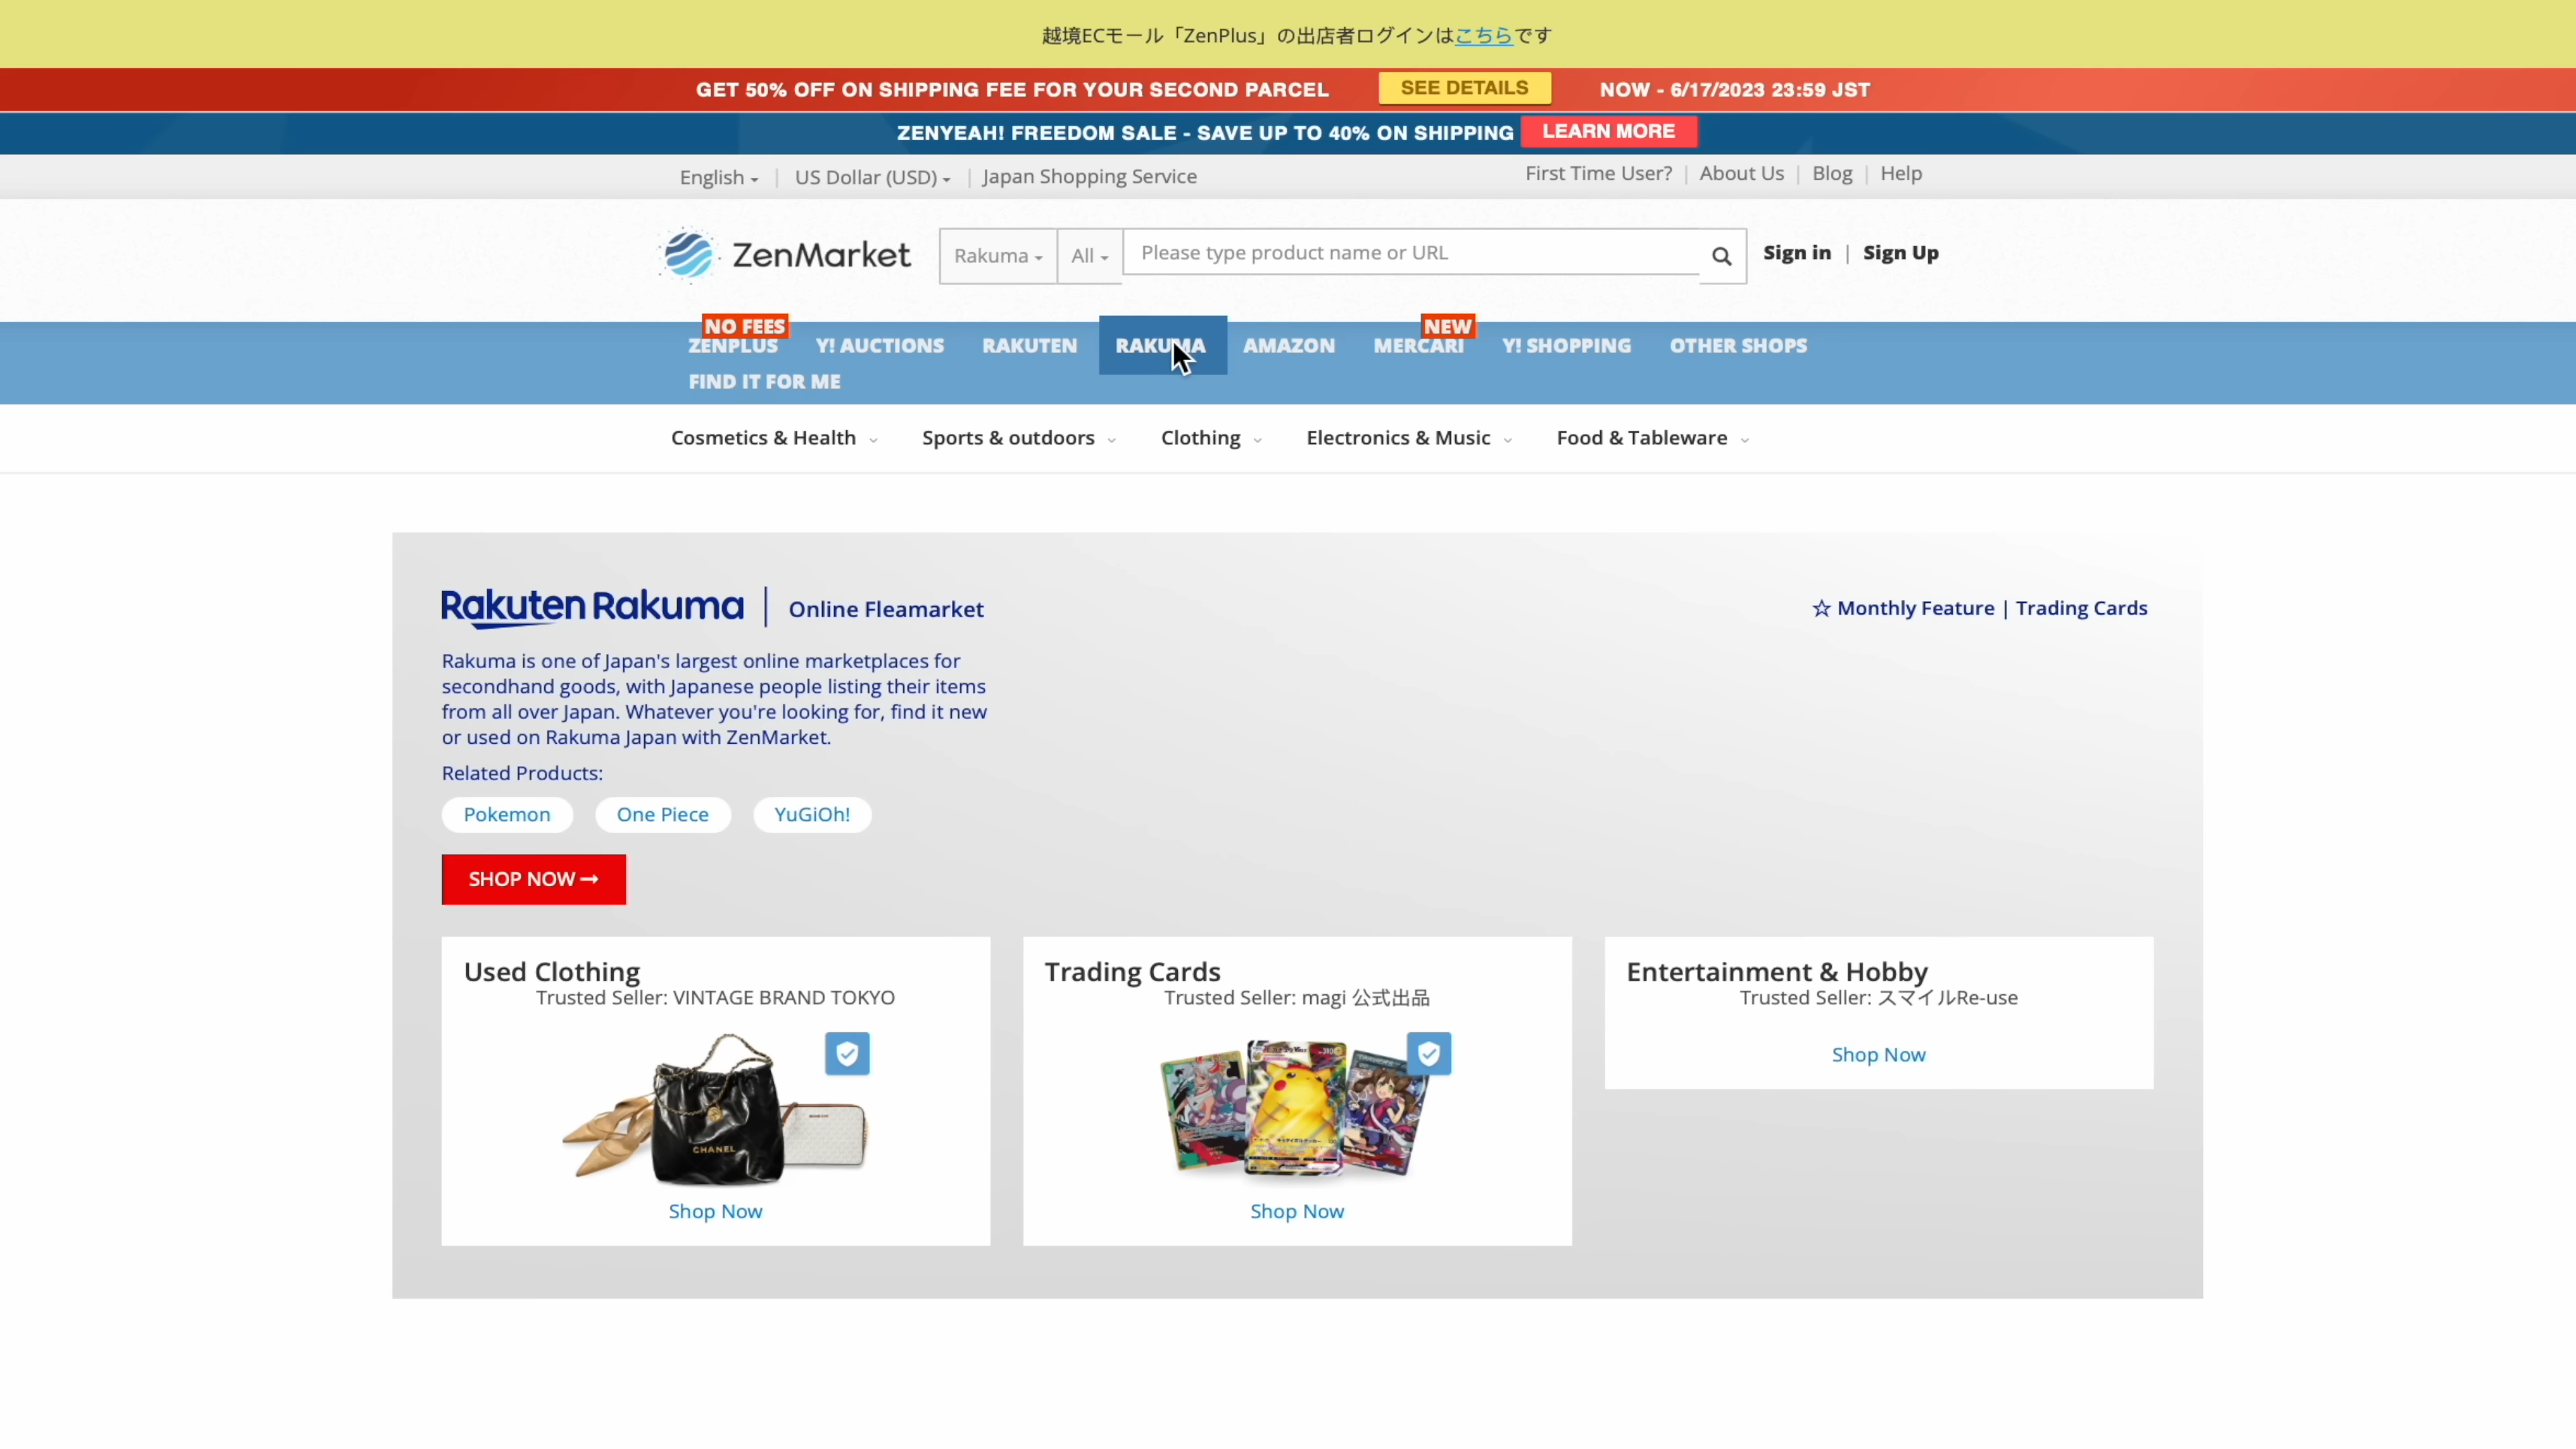 越境ECモール「ZenPlus」の出店者ログインはこちらです
GET 50% OFF ON SHIPPING FEE FOR YOUR SECOND PARCEL SEE DETAILS NOW - 6/17/2023 23:59 JST
ZENYEAH! FREEDOM SALE - SAVE UP TO 40% ON SHIPPING LEARN MORE
English US Dollar (USD) Japan Shopping Service First Time User? About Us Blog Help
ZenMarket Rakuma All Please type product name or URL Sign in | Sign Up
NO FEES NEW
ZENPLUS Y! AUCTIONS RAKUTEN RAKUMA AMAZON MERCARI Y! SHOPPING OTHER SHOPS
FIND IT FOR ME
Cosmetics & Health Sports & outdoors Clothing Electronics & Music Food & Tableware
Rakuten Rakuma | Online Fleamarket ☆ Monthly Feature | Trading Cards
Rakuma is one of Japan's largest online marketplaces for
secondhand goods, with Japanese people listing their items
from all over Japan. Whatever you're looking for, find it new
or used on Rakuma Japan with ZenMarket.
Related Products:
Pokemon One Piece YuGiOh!
SHOP NOW →
Used Clothing
Trusted Seller: VINTAGE BRAND TOKYO
CHANEL
Shop Now
Trading Cards
Trusted Seller: magi 公式出品
Shop Now
Entertainment & Hobby
Trusted Seller: スマイルRe-use
Shop Now